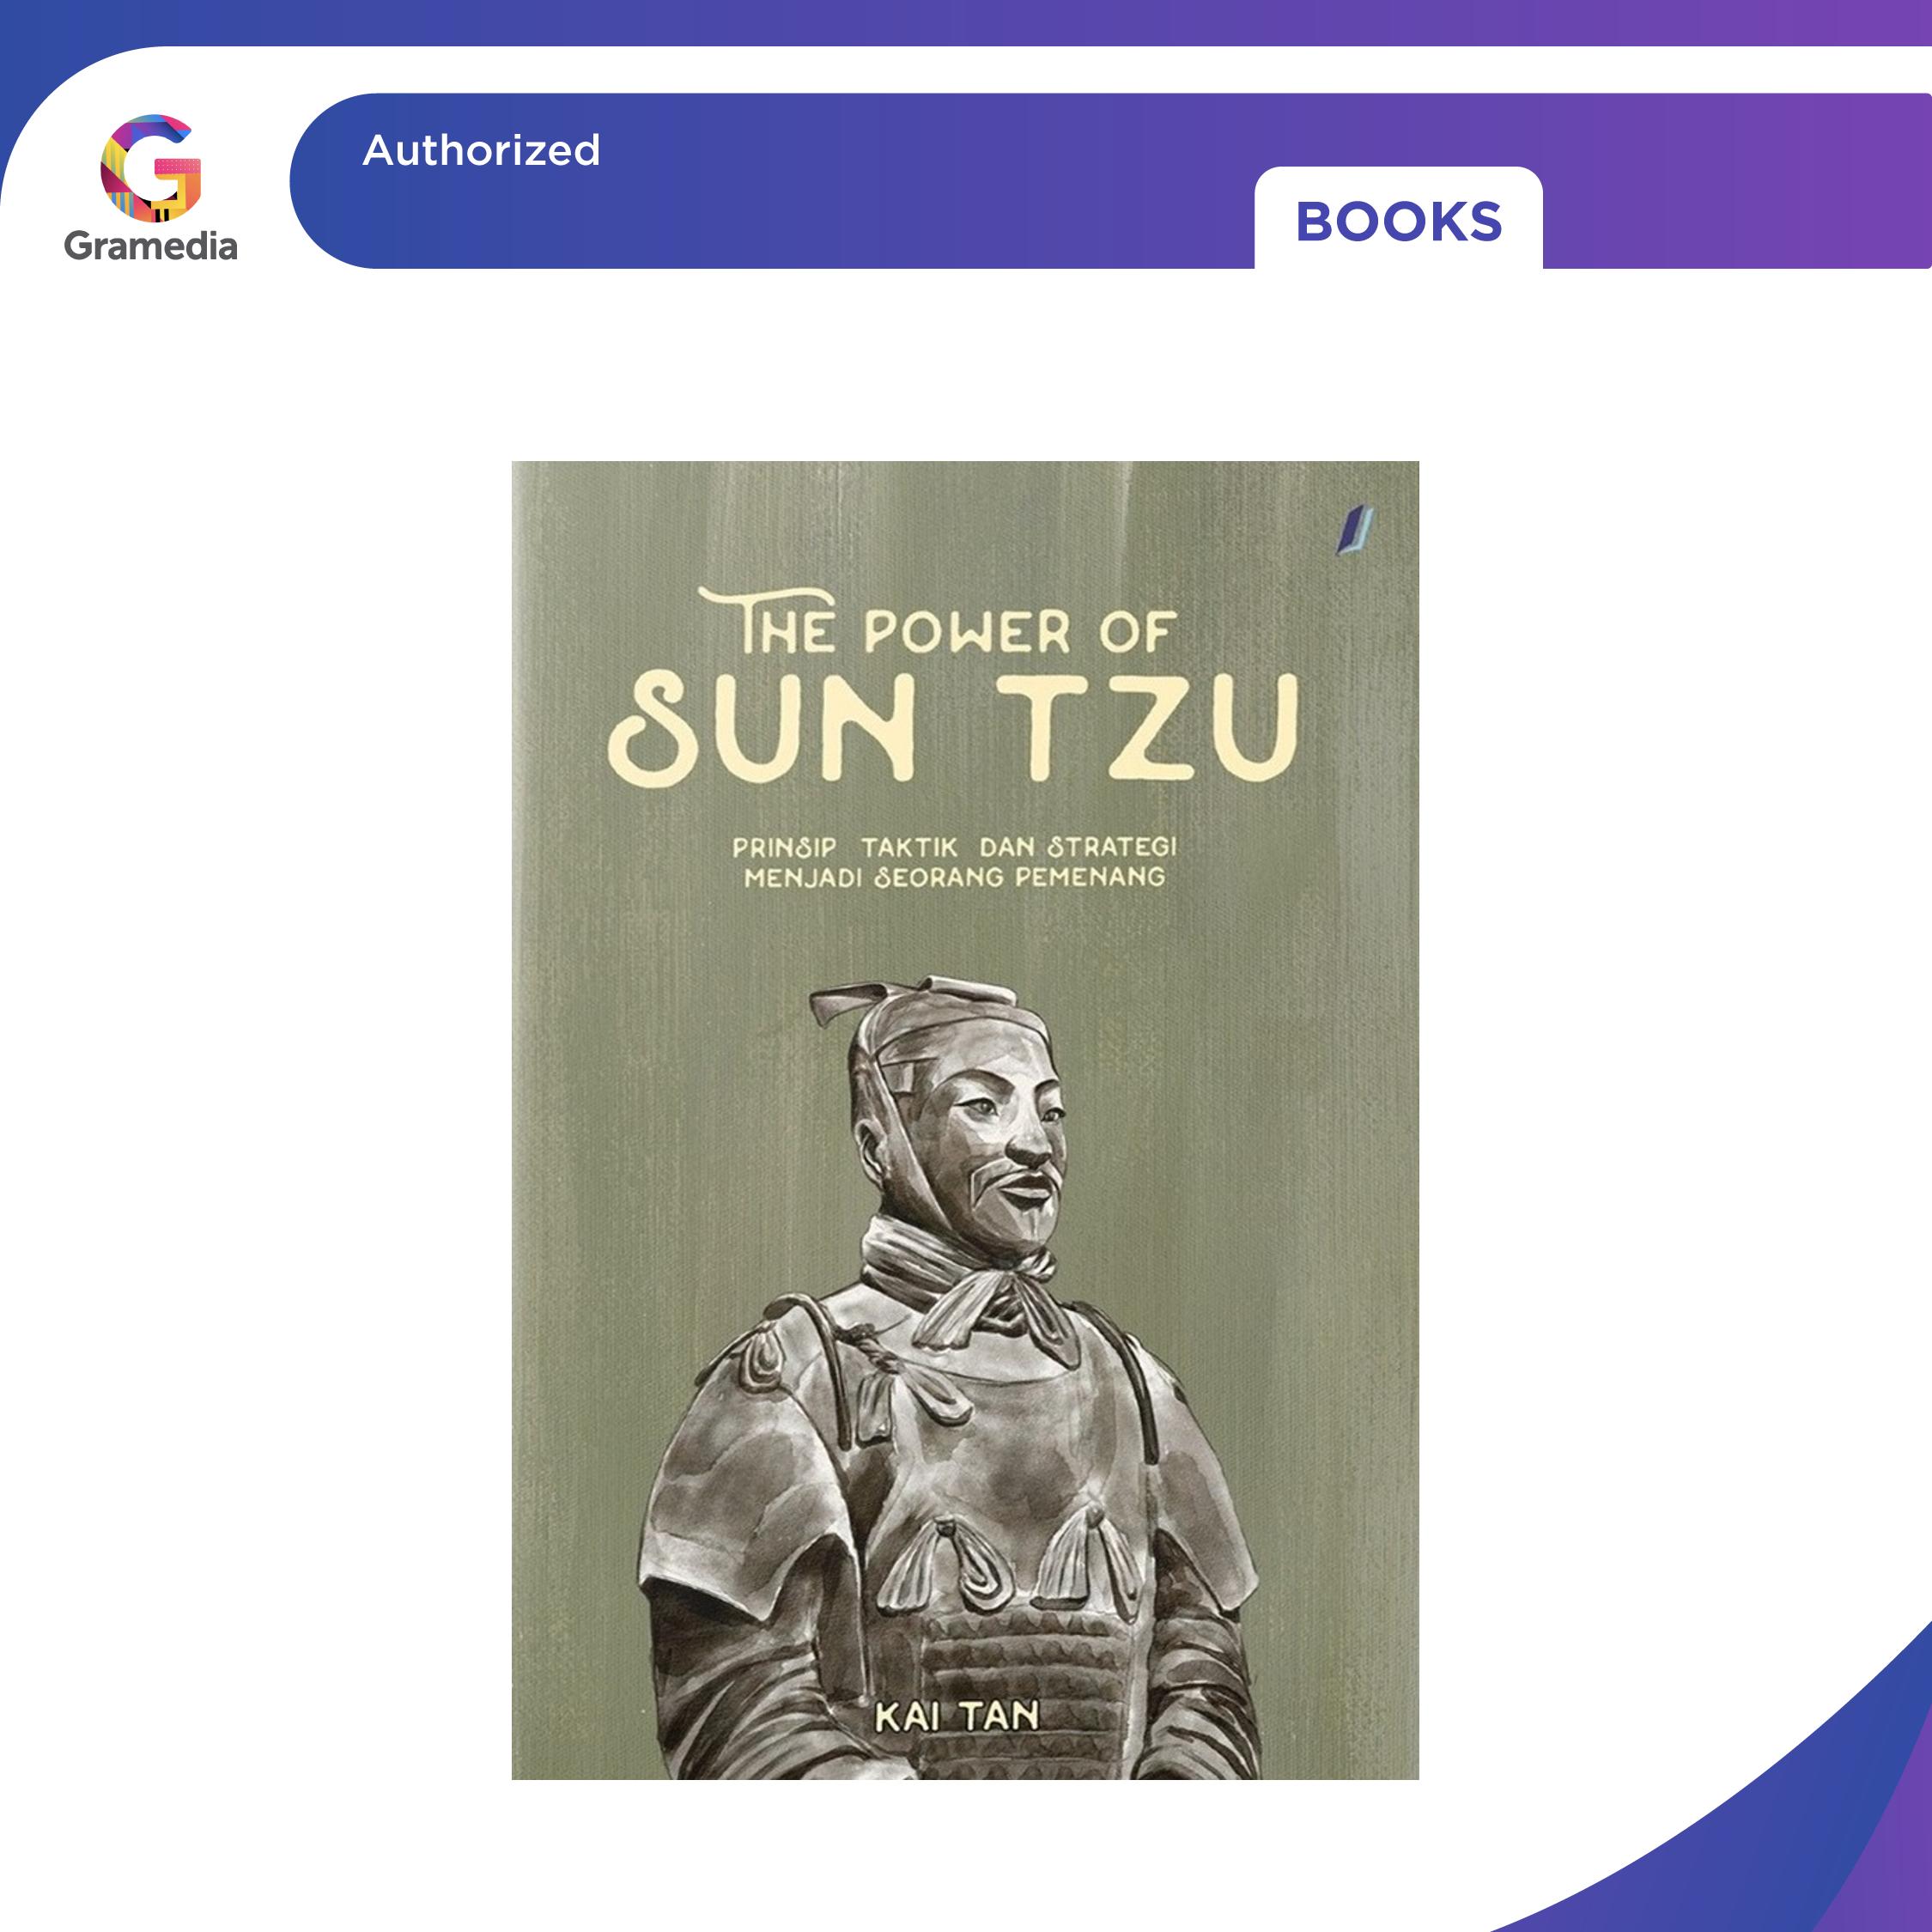 Gramedia
Authorized
BOOKS
THE POWER OF
SUN TZU
PRINSIP TAKTIK DAN STRATEGI
MENJADI SEORANG PEMENANG
KAI TAN